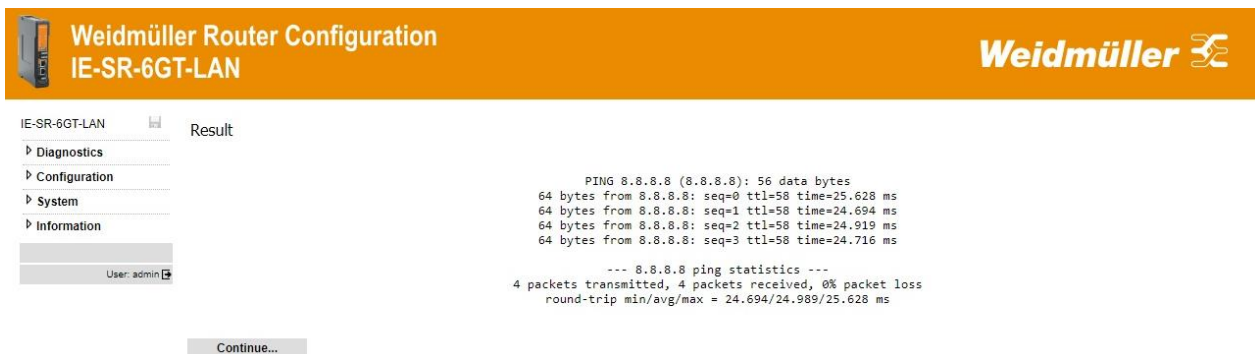 Weidmüller Router Configuration
IE-SR-6GT-LAN
Weidmüller
IE-SR-6GT-LAN
Diagnostics
Configuration
System
Information
User: admin
Result
PING 8.8.8.8 (8.8.8.8): 56 data bytes
64 bytes from 8.8.8.8: seq=0 ttl=58 time=25.628 ms
64 bytes from 8.8.8.8: seq=1 ttl=58 time=24.694 ms
64 bytes from 8.8.8.8: seq=2 ttl=58 time=24.919 ms
64 bytes from 8.8.8.8: seq=3 ttl=58 time=24.716 ms
--- 8.8.8.8 ping statistics ---
4 packets transmitted, 4 packets received, 0% packet loss
round-trip min/avg/max = 24.694/24.989/25.628 ms
Continue...